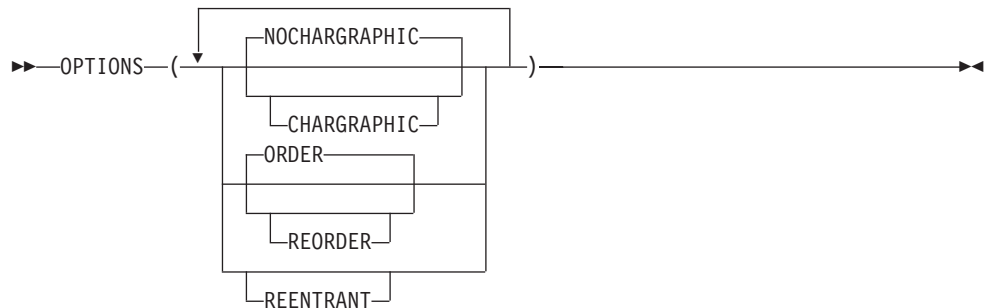 NOCHARGRAPHIC
OPTIONS ( )
CHARGRAPHIC
ORDER
REORDER
REENTRANT